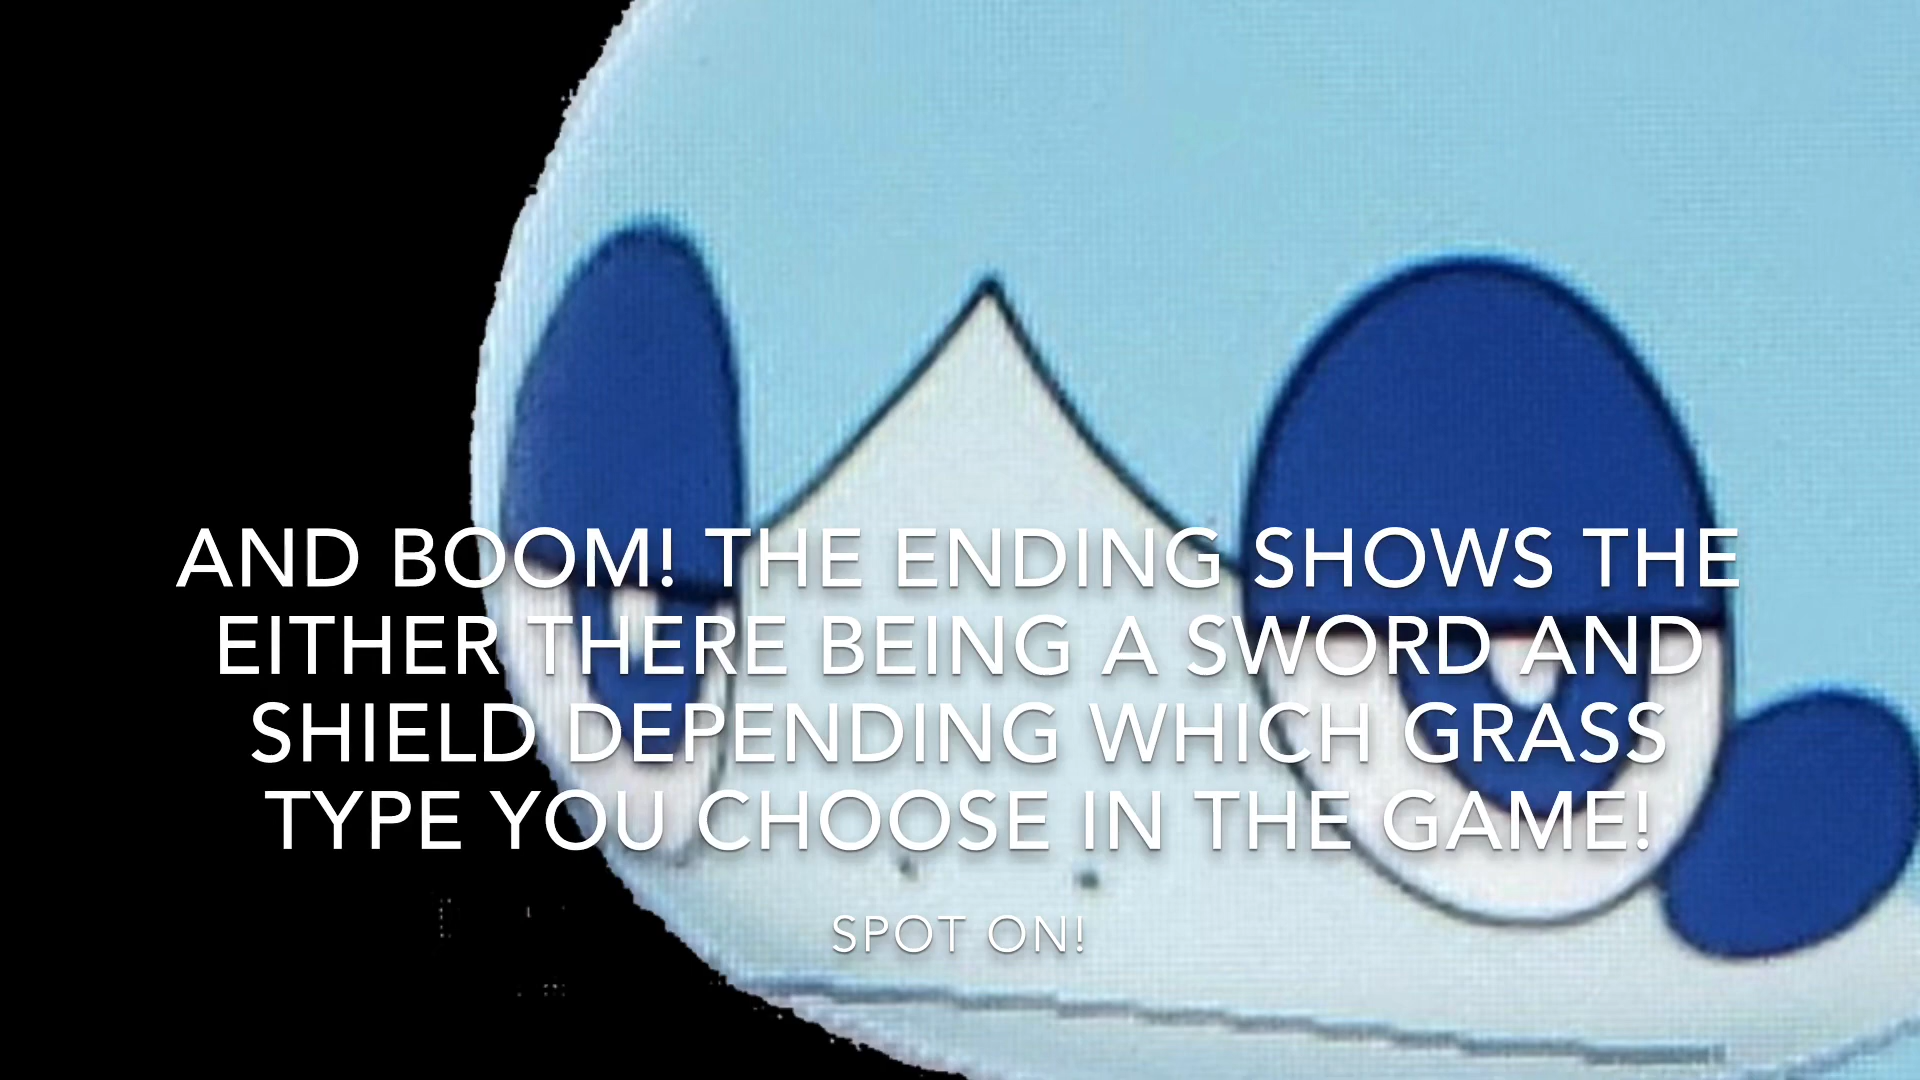 AND BOOM! THE ENDING SHOWS THE
EITHER THERE BEING A SWORD AND
SHIELD DEPENDING WHICH GRASS
TYPE YOU CHOOSE IN THE GAME!
SPOT ON!